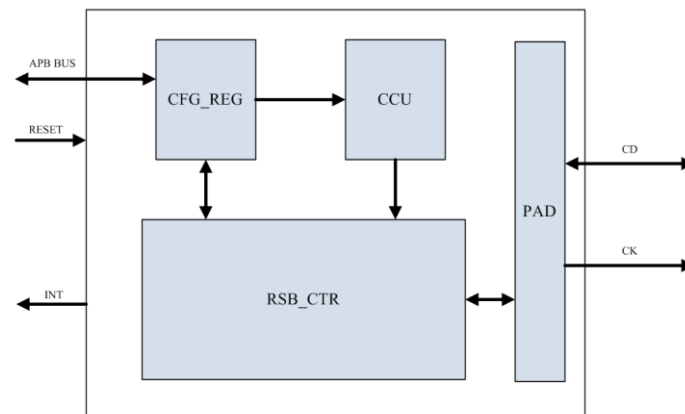 APB BUS
CFG_REG
CCU
RESET
CD
PAD
CK
INT
RSB_CTR